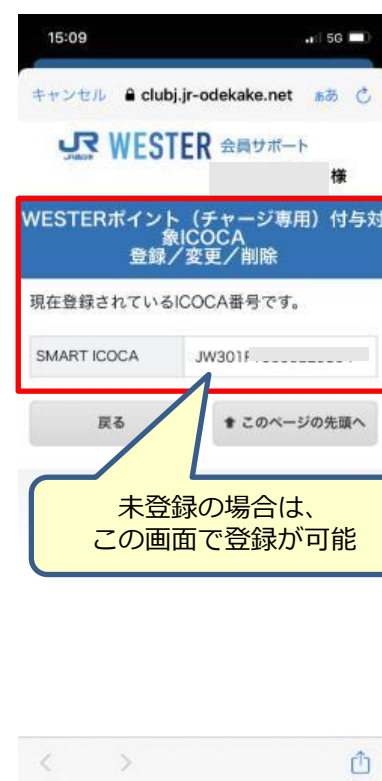 15:09
5G
キャンセル clubj.jr-odekake.net ああ
JR WESTER 会員サポート
様
WESTERポイント（チャージ専用）付与対
象ICOCA
登録／変更／削除
現在登録されているICOCA番号です。
SMART ICOCA JW301F
戻る
このページの先頭へ
未登録の場合は、
この画面で登録が可能